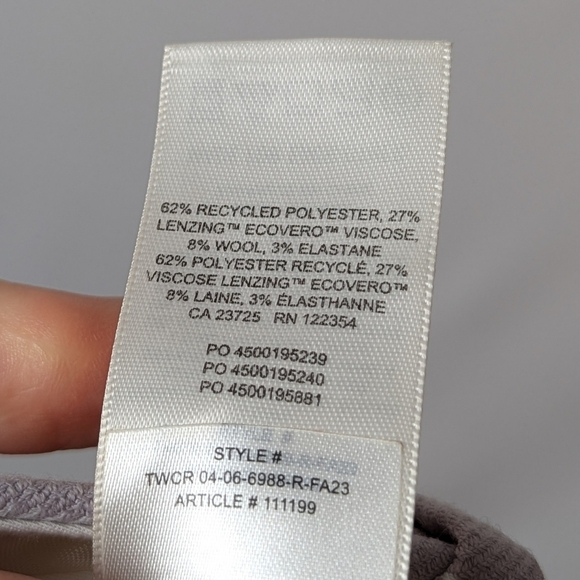 62% RECYCLED POLYESTER, 27%
LENZING™ ECOVERO™ VISCOSE,
8% WOOL, 3% ELASTANE
62% POLYESTER RECYCLÉ, 27%
VISCOSE LENZING™ ECOVERO™
8% LAINE, 3% ÉLASTHANNE
CA 23725 RN 122354
PO 4500195239
PO 4500195240
PO 4500195881
STYLE #
TWCR 04-06-6988-R-FA23
ARTICLE # 111199